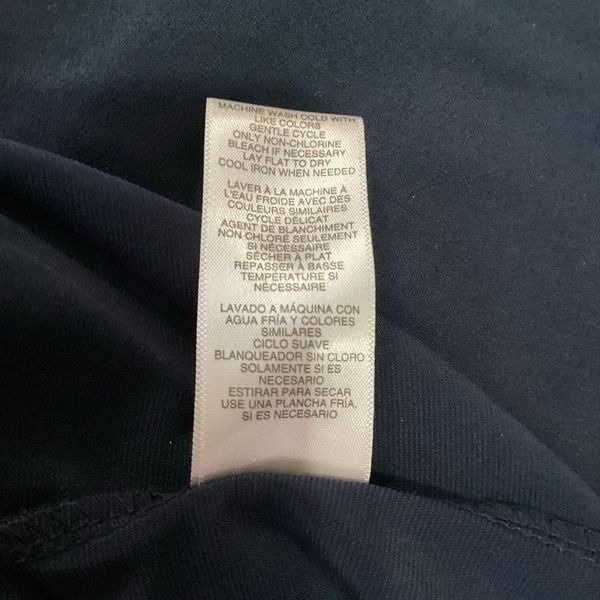 MACHINE WASH COLD WITH
LIKE COLORS
GENTLE CYCLE
ONLY NON-CHLORINE
BLEACH IF NECESSARY
LAY FLAT TO DRY
COOL IRON WHEN NEEDED
LAVER À LA MACHINE À
L'EAU FROIDE AVEC DES
COULEURS SIMILAIRES
CYCLE DÉLICAT
AGENT DE BLANCHIMENT
NON CHLORÉ SEULEMENT
SI NÉCESSAIRE
SÉCHER À PLAT
REPASSER À BASSE
TEMPÉRATURE SI
NÉCESSAIRE
LAVADO A MÁQUINA CON
AGUA FRÍA Y COLORES
SIMILARES
CICLO SUAVE
BLANQUEADOR SIN CLORO
SOLAMENTE SI ES
NECESARIO
ESTIRAR PARA SECAR
USE UNA PLANCHA FRÍA,
SI ES NECESARIO